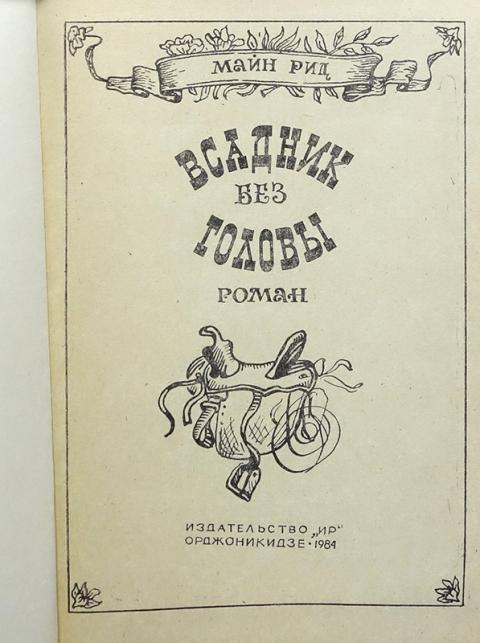 МАЙН РИД
ВСАДНИК
БЕЗ
ГОЛОВЫ
РОМАН
ИЗДАТЕЛЬСТВО „ИР“
ОРДЖОНИКИДЗЕ · 1984